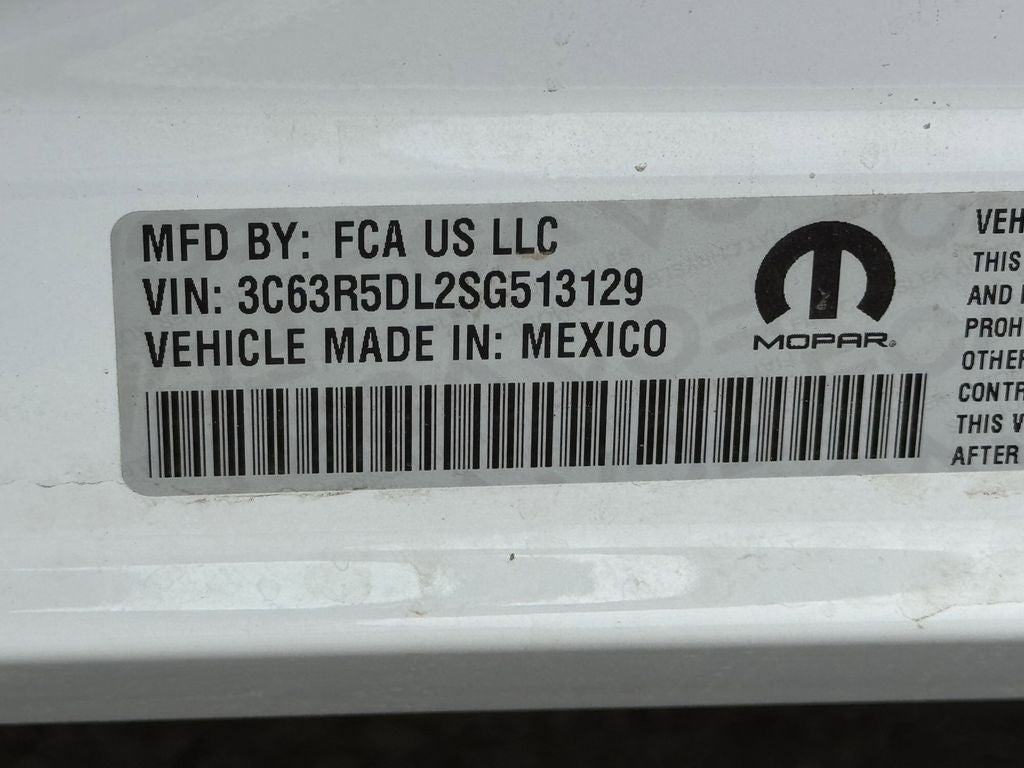 MFD BY: FCA US LLC
VIN: 3C63R5DL2SG513129
VEHICLE MADE IN: MEXICO
MOPAR®
VEH
THIS
AND
PROH
OTHER
CONTR
THIS V
AFTER